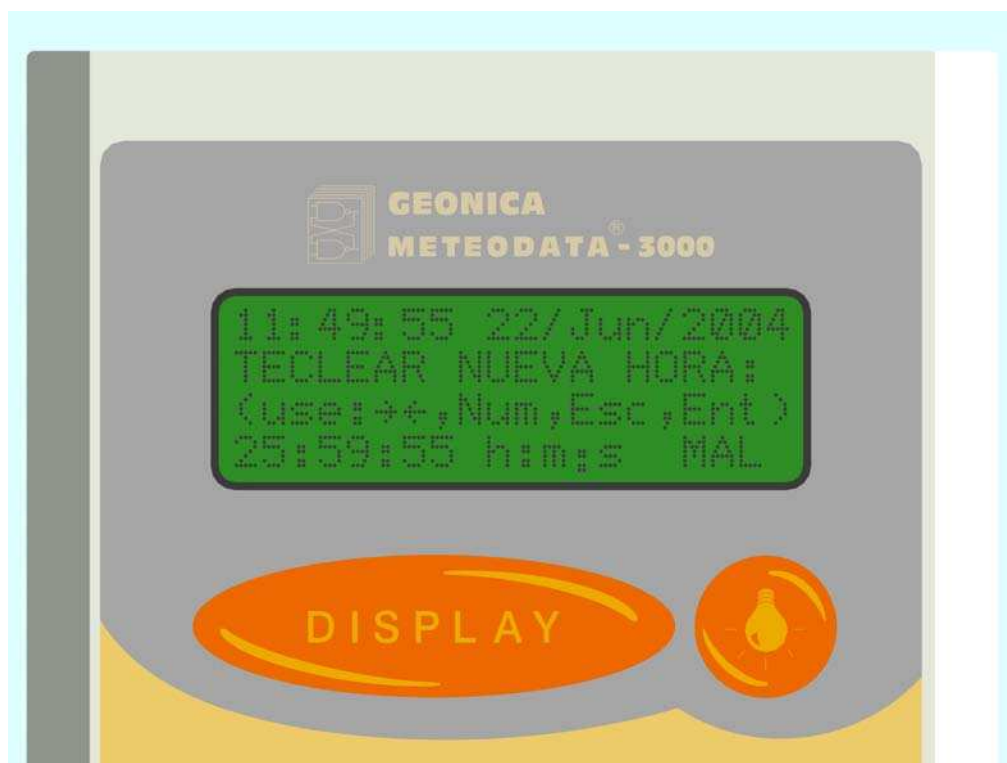 GEONICA
METEODATA® - 3000
11:49:55 22/Jun/2004
TECLEAR NUEVA HORA:
(use:→←,Num,Esc,Ent)
25:59:55 h:m:s MAL
DISPLAY